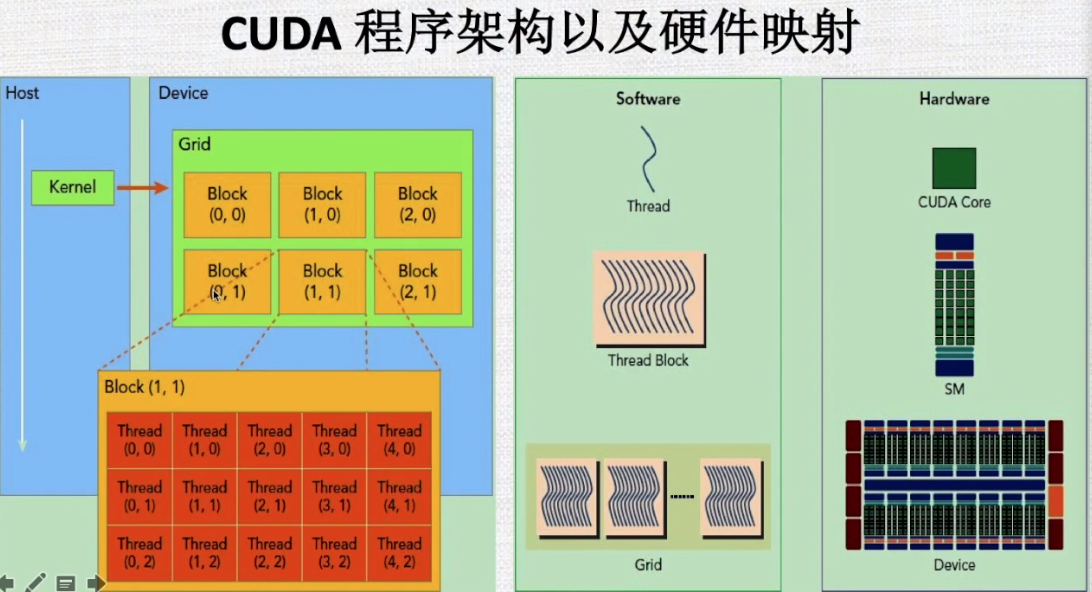 CUDA 程序架构以及硬件映射
Host
Device
Grid
Kernel
Block
(0, 0)
Block
(1, 0)
Block
(2, 0)
Block
(0, 1)
Block
(1, 1)
Block
(2, 1)
Block (1, 1)
Thread
(0, 0)
Thread
(1, 0)
Thread
(2, 0)
Thread
(3, 0)
Thread
(4, 0)
Thread
(0, 1)
Thread
(1, 1)
Thread
(2, 1)
Thread
(3, 1)
Thread
(4, 1)
Thread
(0, 2)
Thread
(1, 2)
Thread
(2, 2)
Thread
(3, 2)
Thread
(4, 2)
Software
Thread
Thread Block
......
Grid
Hardware
CUDA Core
SM
Device